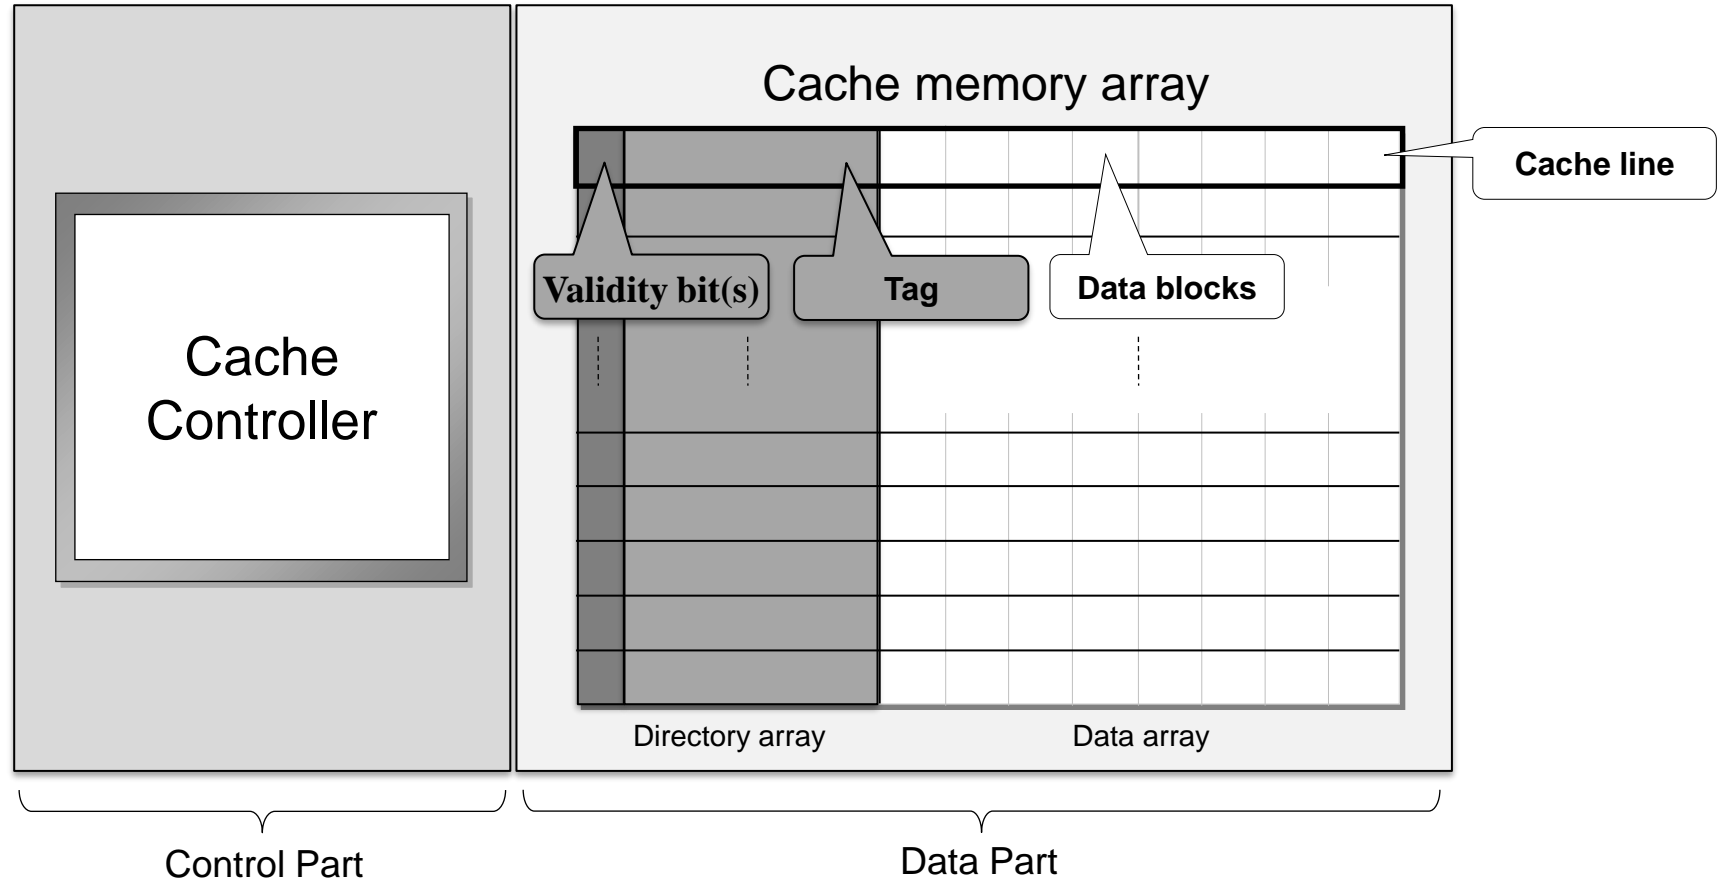 Cache memory array
Cache line
Validity bit(s)
Tag
Data blocks
Cache
Controller
Directory array
Data array
Control Part
Data Part